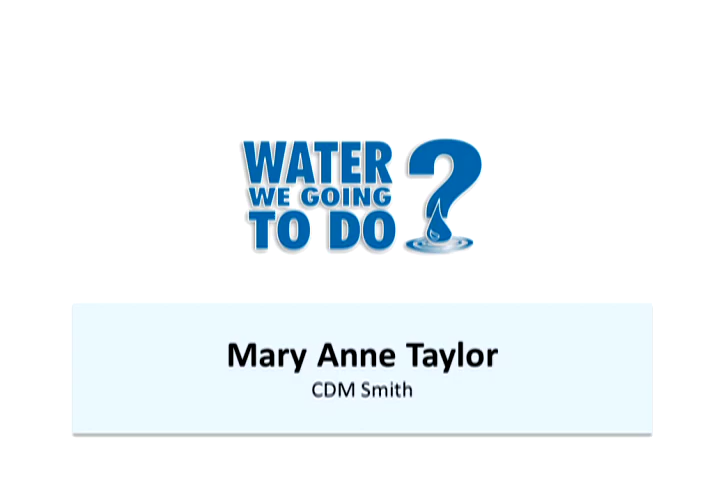 WATER
WE GOING
TO DO?
Mary Anne Taylor
CDM Smith